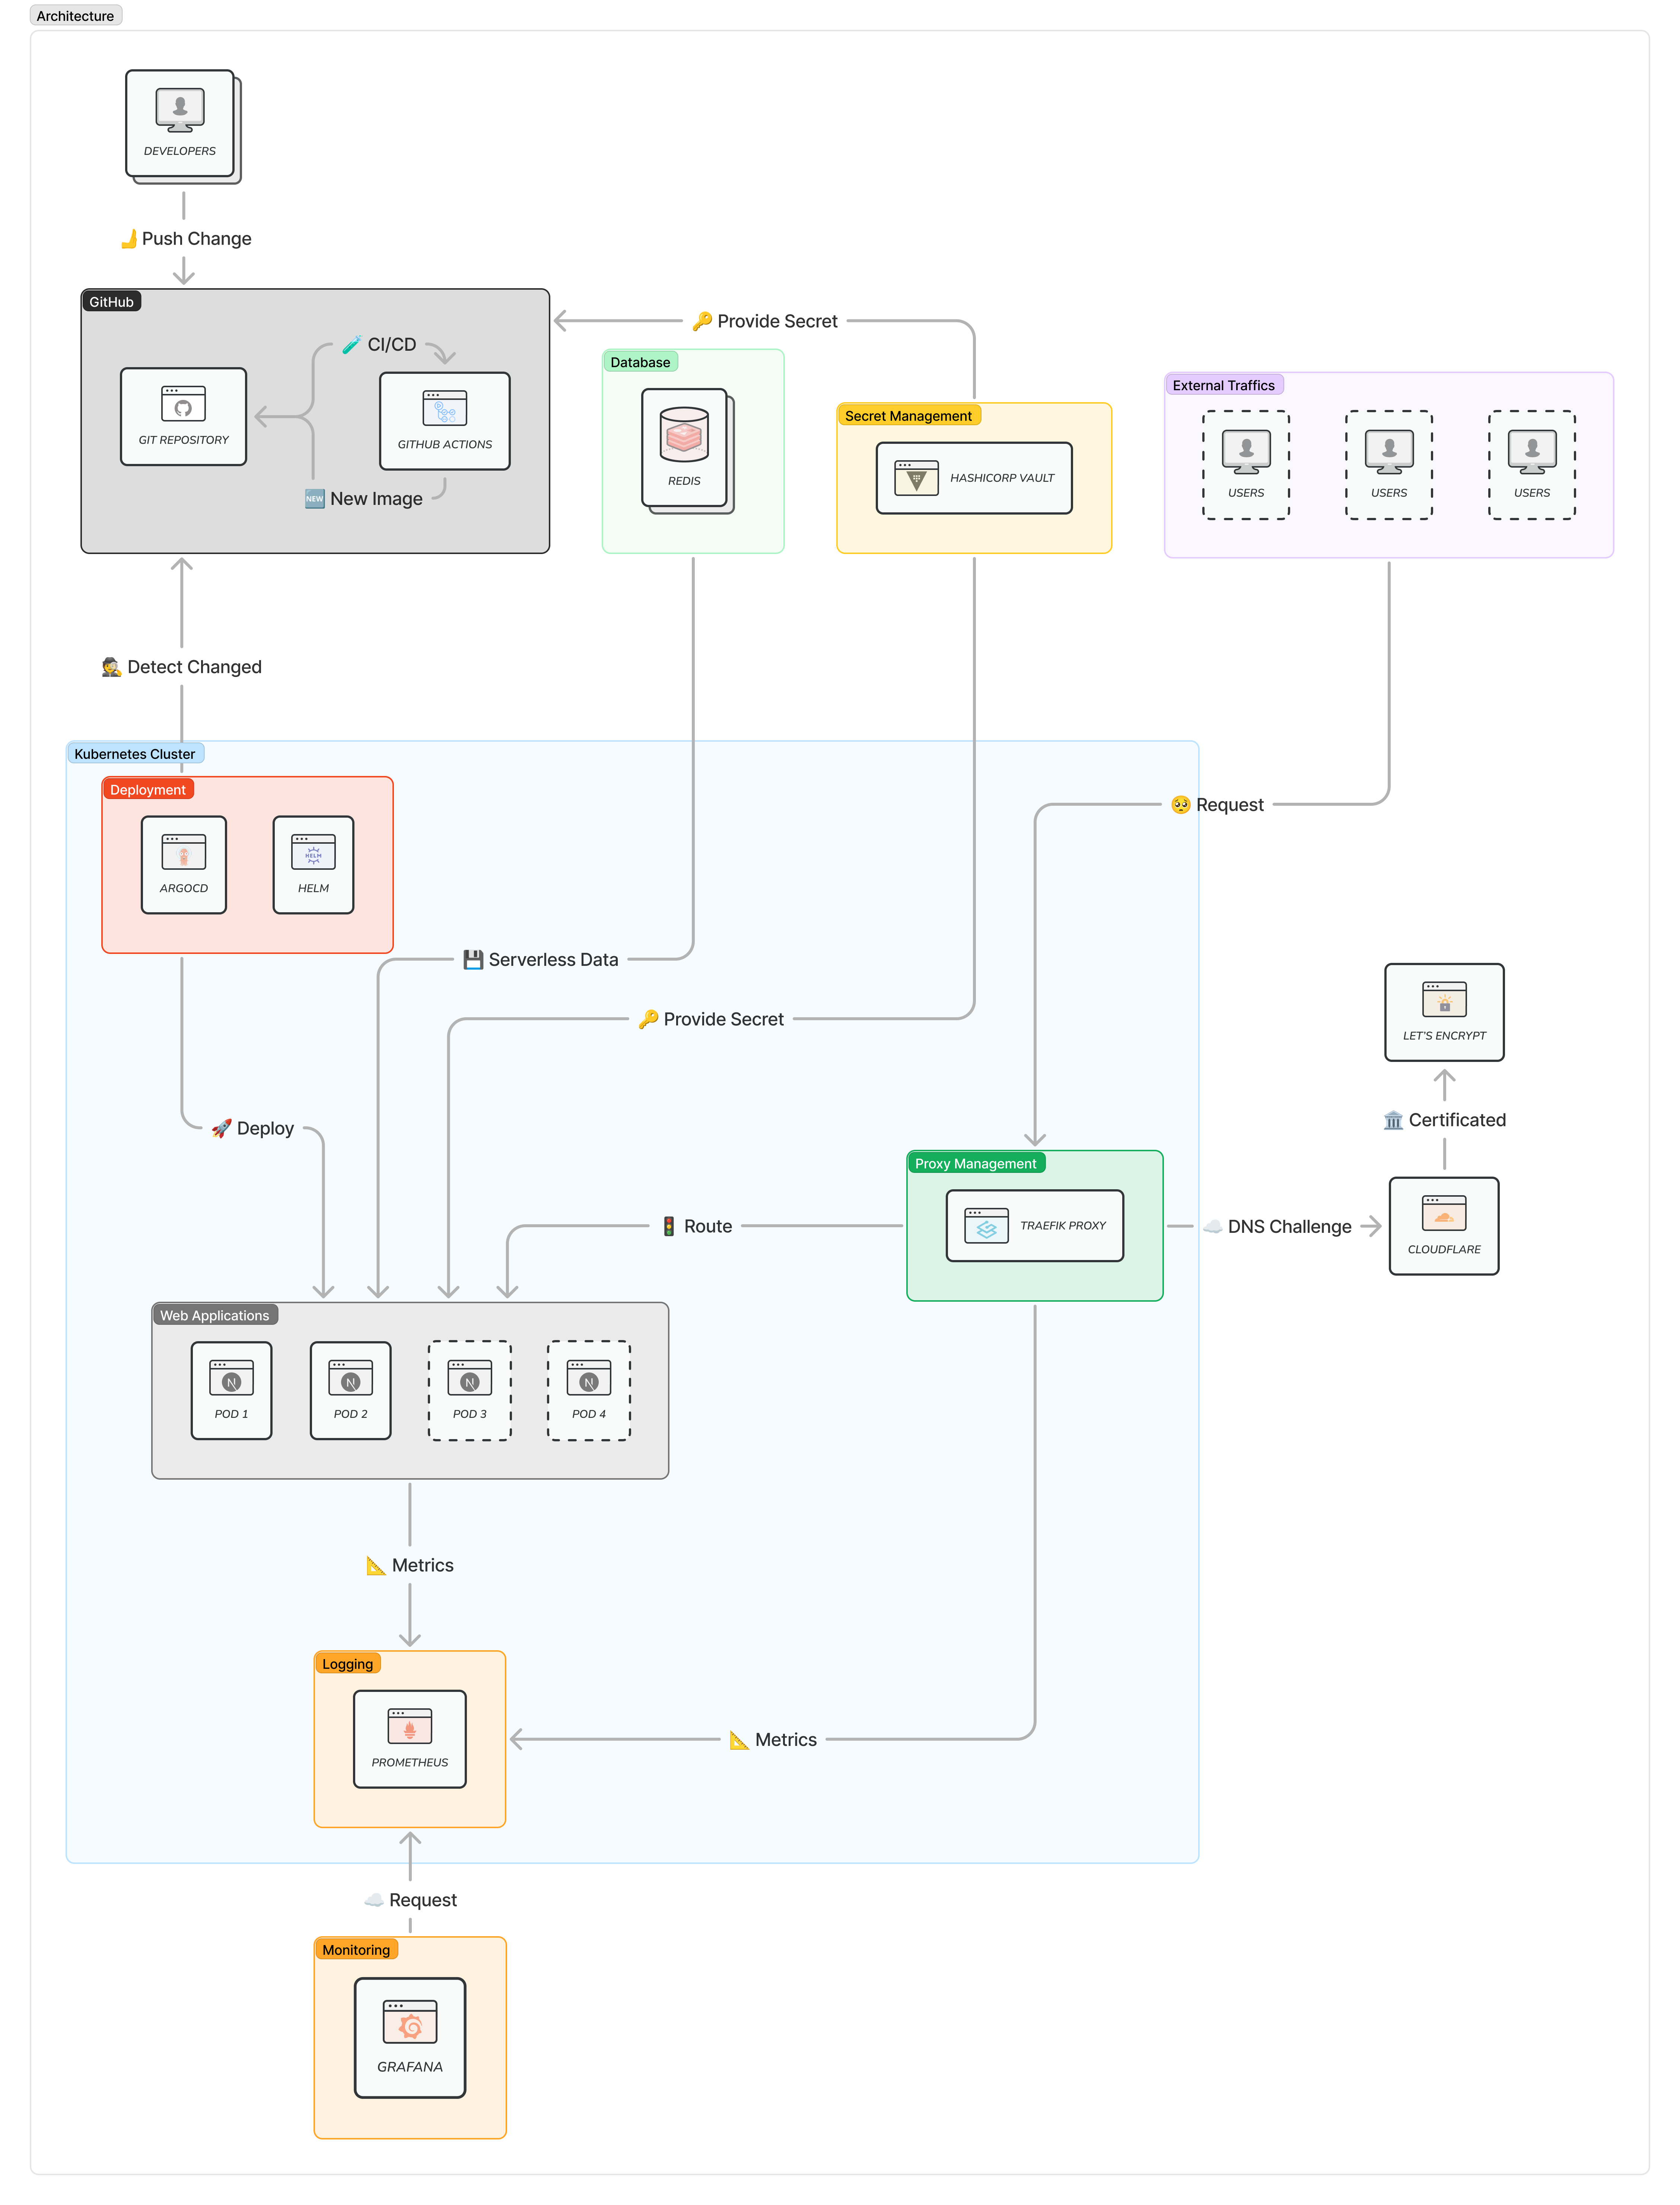 Architecture
DEVELOPERS
Push Change
GitHub
CI/CD
GIT REPOSITORY
GITHUB ACTIONS
NEW New Image
Provide Secret
Database
REDIS
Secret Management
HASHICORP VAULT
External Traffics
USERS
USERS
USERS
Detect Changed
Kubernetes Cluster
Deployment
ARGOCD
HELM
HELM
Request
Serverless Data
Provide Secret
Deploy
LET'S ENCRYPT
Certificated
Proxy Management
TRAEFIK PROXY
Route
DNS Challenge
CLOUDFLARE
Web Applications
N
POD 1
N
POD 2
N
POD 3
N
POD 4
Metrics
Logging
PROMETHEUS
Metrics
Request
Monitoring
GRAFANA